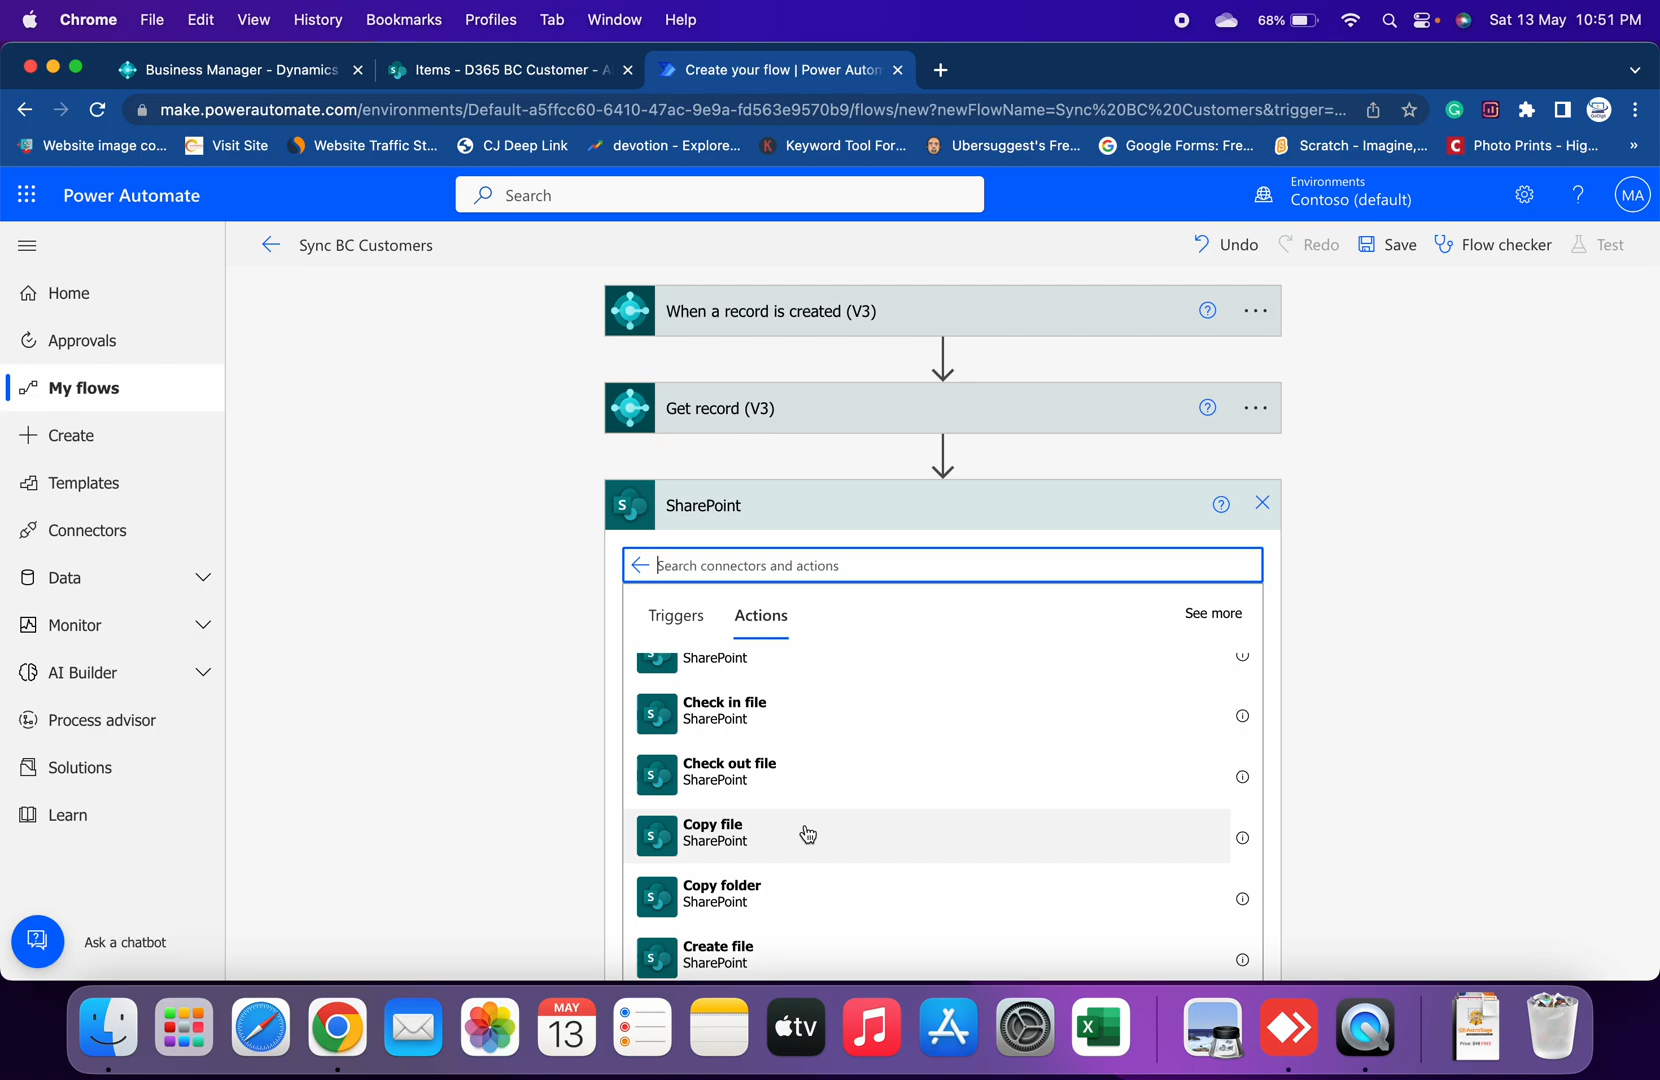 Chrome File Edit View History Bookmarks Profiles Tab Window Help 68% Sat 13 May 10:51 PM
Business Manager - Dynamics Items - D365 BC Customer - A Create your flow | Power Auton
make.powerautomate.com/environments/Default-a5ffcc60-6410-47ac-9e9a-fd563e9570b9/flows/new?newFlowName=Sync%20BC%20Customers&trigger=...
Website image co... Visit Site Website Traffic St... CJ Deep Link devotion - Explore... Keyword Tool For... Ubersuggest's Fre... Google Forms: Fre... Scratch - Imagine,... Photo Prints - Hig... »
Power Automate Search Environments
Contoso (default) ? MA
Sync BC Customers Undo Redo Save Flow checker Test
Home
Approvals
My flows
Create
Templates
Connectors
Data
Monitor
AI Builder
Process advisor
Solutions
Learn
Ask a chatbot
When a record is created (V3)
Get record (V3)
S SharePoint
Search connectors and actions
Triggers Actions See more
SharePoint
Check in file
SharePoint
Check out file
SharePoint
Copy file
SharePoint
Copy folder
SharePoint
Create file
SharePoint
MAY
13
tv